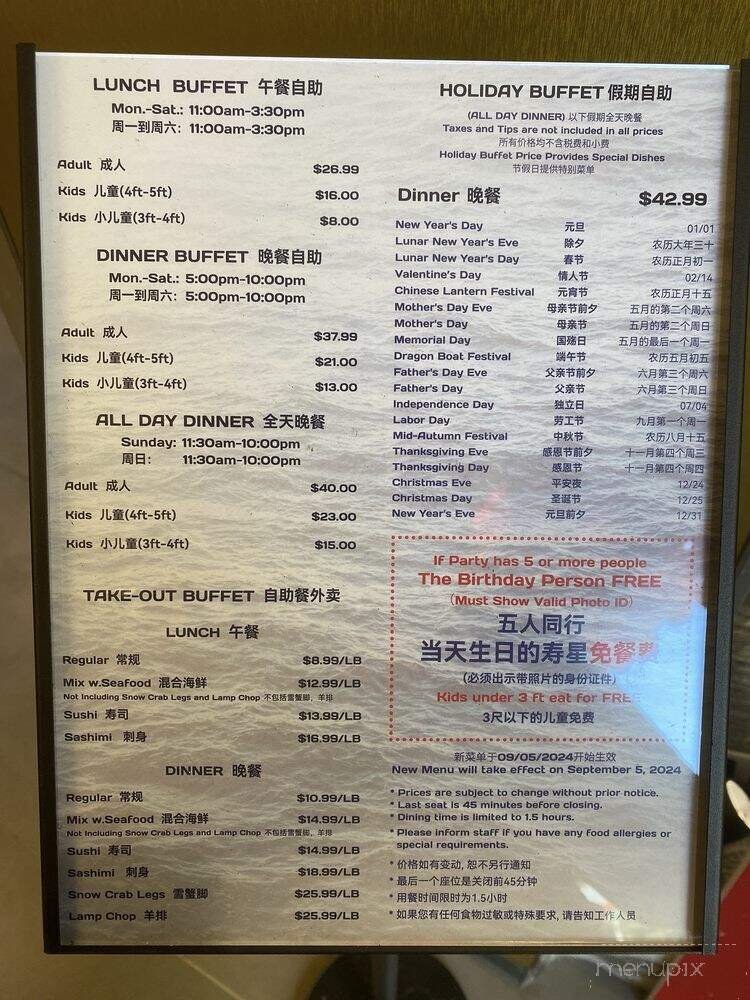 LUNCH BUFFET 午餐自助
Mon.-Sat.: 11:00am-3:30pm
周一到周六: 11:00am-3:30pm
Adult 成人 $26.99
Kids 儿童(4ft-5ft) $16.00
Kids 小儿童(3ft-4ft) $8.00
DINNER BUFFET 晚餐自助
Mon.-Sat.: 5:00pm-10:00pm
周一到周六: 5:00pm-10:00pm
Adult 成人 $37.99
Kids 儿童(4ft-5ft) $21.00
Kids 小儿童(3ft-4ft) $13.00
ALL DAY DINNER 全天晚餐
Sunday: 11:30am-10:00pm
周日: 11:30am-10:00pm
Adult 成人 $40.00
Kids 儿童(4ft-5ft) $23.00
Kids 小儿童(3ft-4ft) $15.00
TAKE-OUT BUFFET 自助餐外卖
LUNCH 午餐
Regular 常规 $8.99/LB
Mix w.Seafood 混合海鲜 $12.99/LB
Not Including Snow Crab Legs and Lamp Chop 不包括雪蟹脚, 羊排
Sushi 寿司 $13.99/LB
Sashimi 刺身 $16.99/LB
DINNER 晚餐
Regular 常规 $10.99/LB
Mix w.Seafood 混合海鲜 $14.99/LB
Not Including Snow Crab Legs and Lamp Chop 不包括雪蟹脚, 羊排
Sushi 寿司 $14.99/LB
Sashimi 刺身 $18.99/LB
Snow Crab Legs 雪蟹脚 $25.99/LB
Lamp Chop 羊排 $25.99/LB
HOLIDAY BUFFET 假期自助
(ALL DAY DINNER) 以下假期全天晚餐
Taxes and Tips are not included in all prices
所有价格均不含税费和小费
Holiday Buffet Price Provides Special Dishes
节假日提供特别菜单
Dinner 晚餐 $42.99
New Year's Day 元旦 01/01
Lunar New Year's Eve 除夕 农历大年三十
Lunar New Year's Day 春节 农历正月初一
Valentine's Day 情人节 02/14
Chinese Lantern Festival 元宵节 农历正月十五
Mother's Day Eve 母亲节前夕 五月的第二个周六
Mother's Day 母亲节 五月的第二个周日
Memorial Day 国殇日 五月的最后一个周一
Dragon Boat Festival 端午节 农历五月初五
Father's Day Eve 父亲节前夕 六月第三个周六
Father's Day 父亲节 六月第三个周日
Independence Day 独立日 07/04
Labor Day 劳工节 九月第一个周一
Mid-Autumn Festival 中秋节 农历八月十五
Thanksgiving Eve 感恩节前夕 十一月第四个周三
Thanksgiving Day 感恩节 十一月第四个周四
Christmas Eve 平安夜 12/24
Christmas Day 圣诞节 12/25
New Year's Eve 元旦前夕 12/31
If Party has 5 or more people
The Birthday Person FREE
(Must Show Valid Photo ID)
五人同行
当天生日的寿星免餐费
(必须出示带照片的身份证件)
Kids under 3 ft eat for FREE
3尺以下的儿童免费
新菜单于09/05/2024开始生效
New Menu will take effect on September 5, 2024
* Prices are subject to change without prior notice.
* Last seat is 45 minutes before closing.
* Dining time is limited to 1.5 hours.
* Please inform staff if you have any food allergies or
special requirements.
* 价格如有变动, 恕不另行通知
* 最后一个座位是关闭前45分钟
* 用餐时间限时为1.5小时
* 如果您有任何食物过敏或特殊要求, 请告知工作人员
menupix